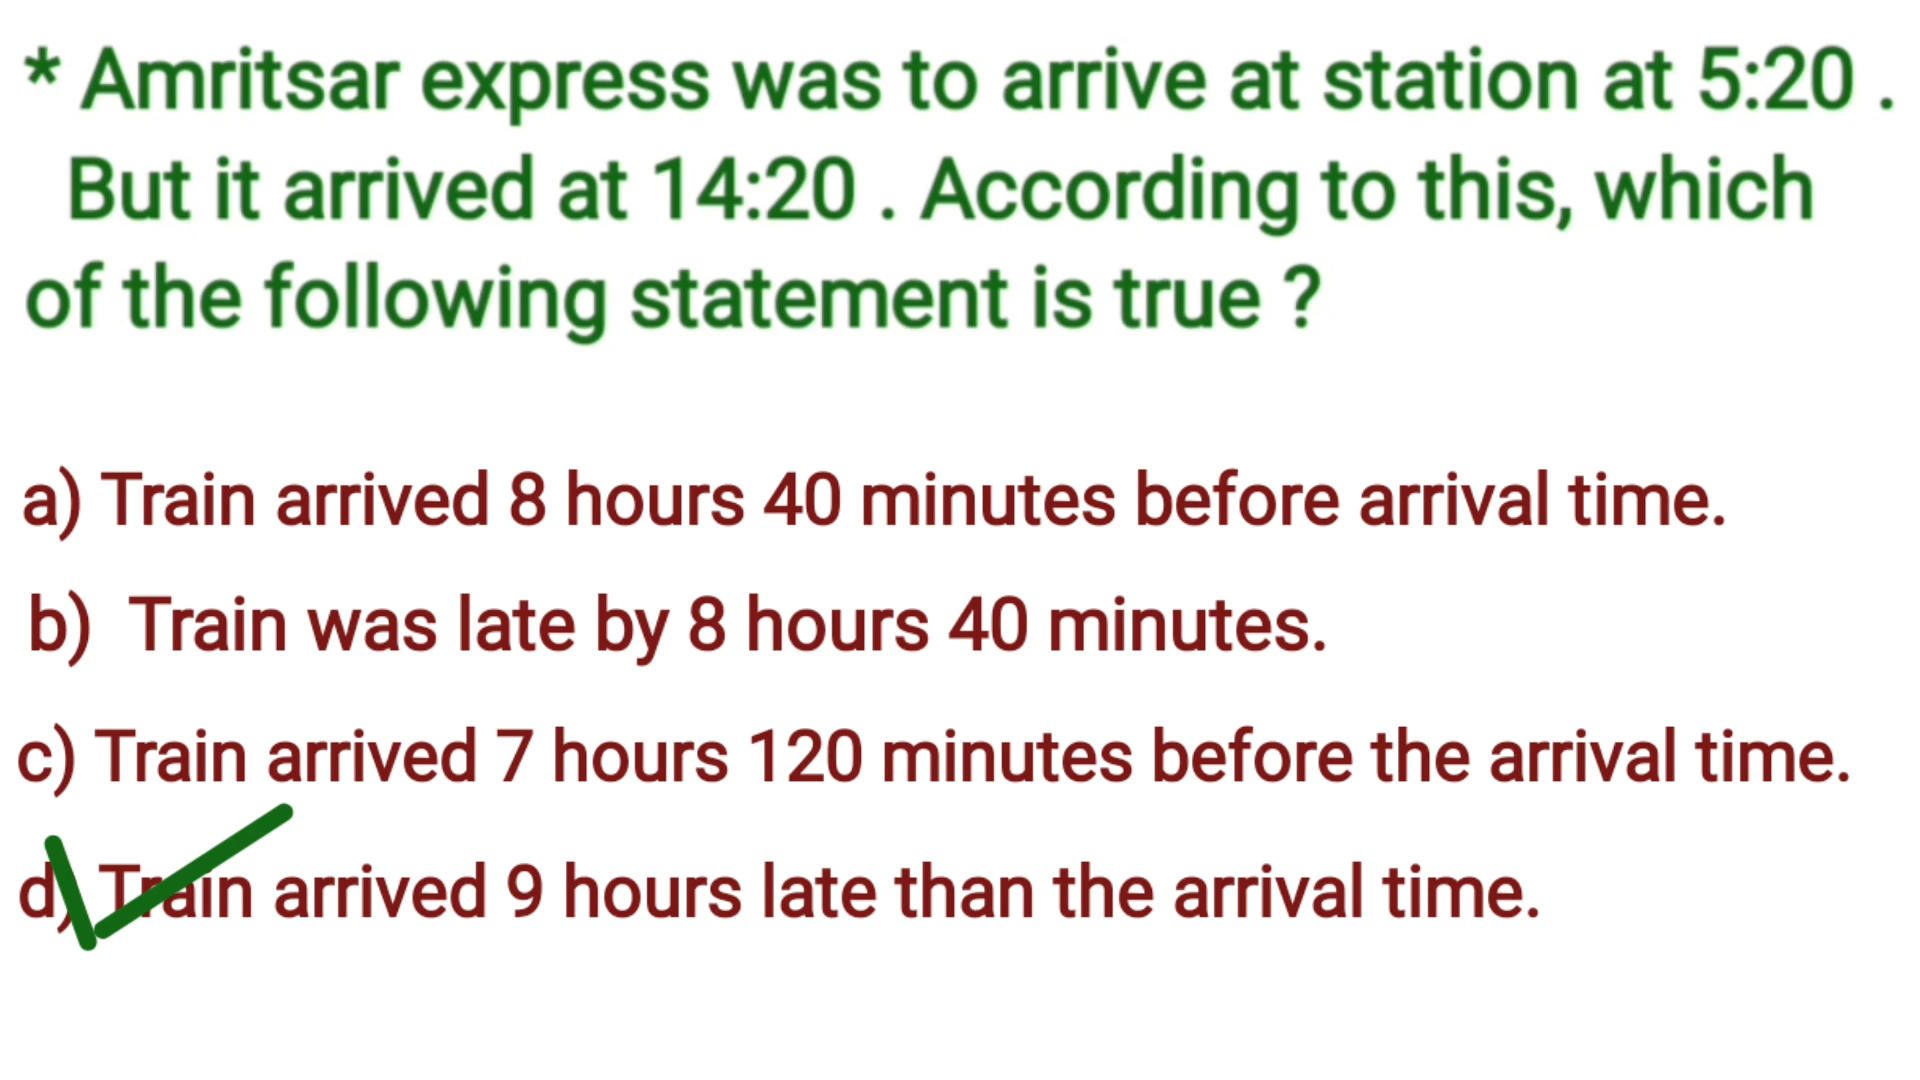 * Amritsar express was to arrive at station at 5:20 .
But it arrived at 14:20 . According to this, which
of the following statement is true ?
a) Train arrived 8 hours 40 minutes before arrival time.
b) Train was late by 8 hours 40 minutes.
c) Train arrived 7 hours 120 minutes before the arrival time.
d) Train arrived 9 hours late than the arrival time.